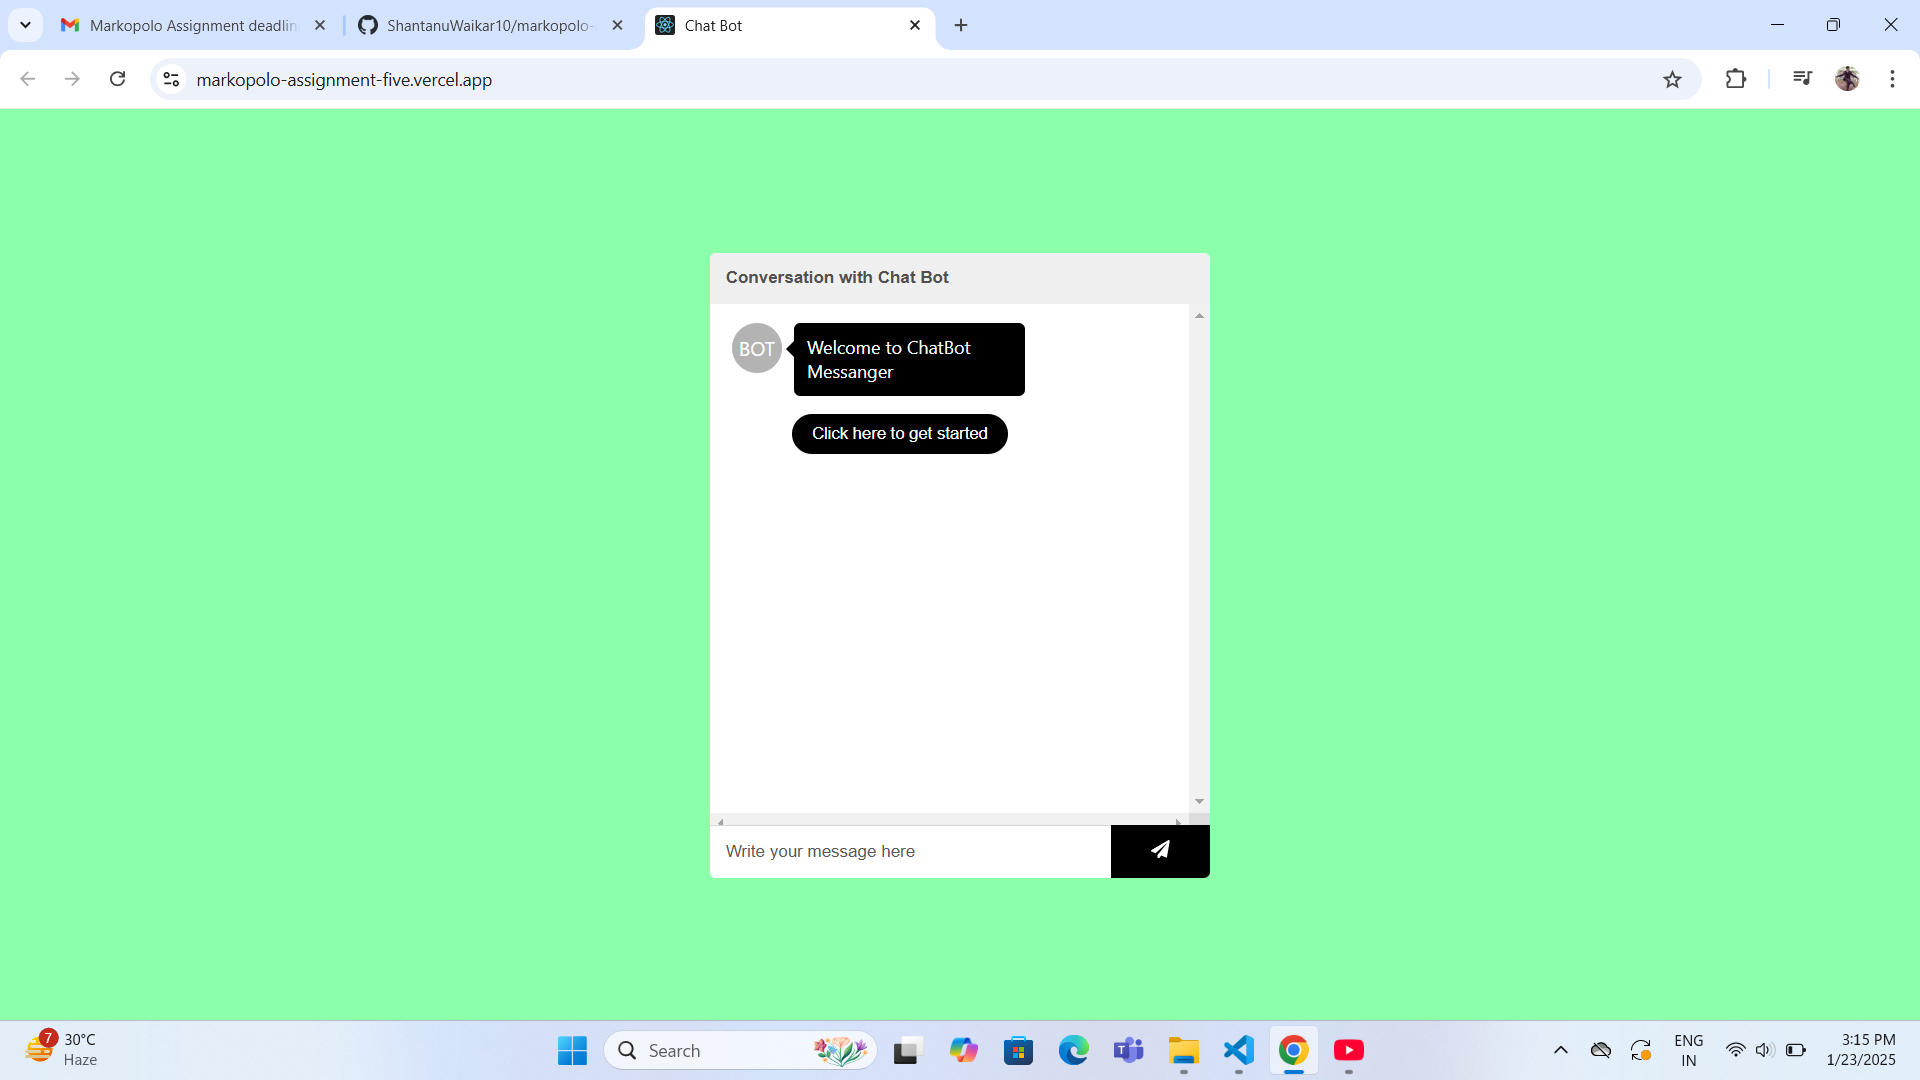 Markopolo Assignment deadlin
ShantanuWaikar10/markopolo-
Chat Bot
markopolo-assignment-five.vercel.app
Conversation with Chat Bot
BOT
Welcome to ChatBot
Messanger
Click here to get started
Write your message here
7
30°C
Haze
Search
ENG
IN
3:15 PM
1/23/2025